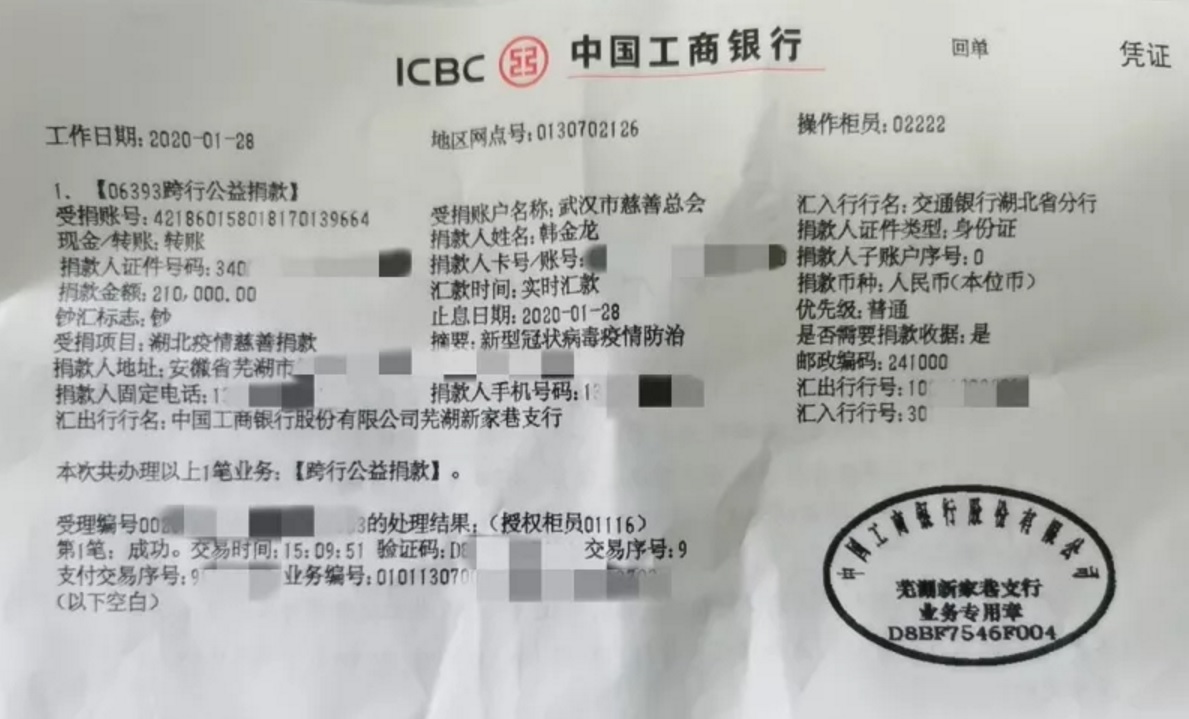 ICBC 中国工商银行 回单 凭证
工作日期：2020-01-28 地区网点号：0130702126 操作柜员：02222
1. 【06393跨行公益捐款】
受捐账号：421860158018170139664 受捐账户名称：武汉市慈善总会 汇入行行名：交通银行湖北省分行
现金/转账：转账 捐款人姓名：韩金龙 捐款人证件类型：身份证
捐款人证件号码：340 捐款人卡号/账号： 捐款人子账户序号：0
捐款金额：210,000.00 汇款时间：实时汇款 捐款币种：人民币（本位币）
钞汇标志：钞 止息日期：2020-01-28 优先级：普通
受捐项目：湖北疫情慈善捐款 摘要：新型冠状病毒疫情防治 是否需要捐款收据：是
捐款人地址：安徽省芜湖市 邮政编码：241000
捐款人固定电话：1 捐款人手机号码：1 汇出行行号：10
汇出行行名：中国工商银行股份有限公司芜湖新家巷支行 汇入行行号：30
本次共办理以上1笔业务：【跨行公益捐款】。
受理编号00 的处理结果：（授权柜员01116）
第1笔：成功。交易时间：15:09:51 验证码：D 交易序号：9
支付交易序号：9 业务编号：0101130700
（以下空白）
中国工商银行股份有限公司
芜湖新家巷支行
业务专用章
D8BF7546F004